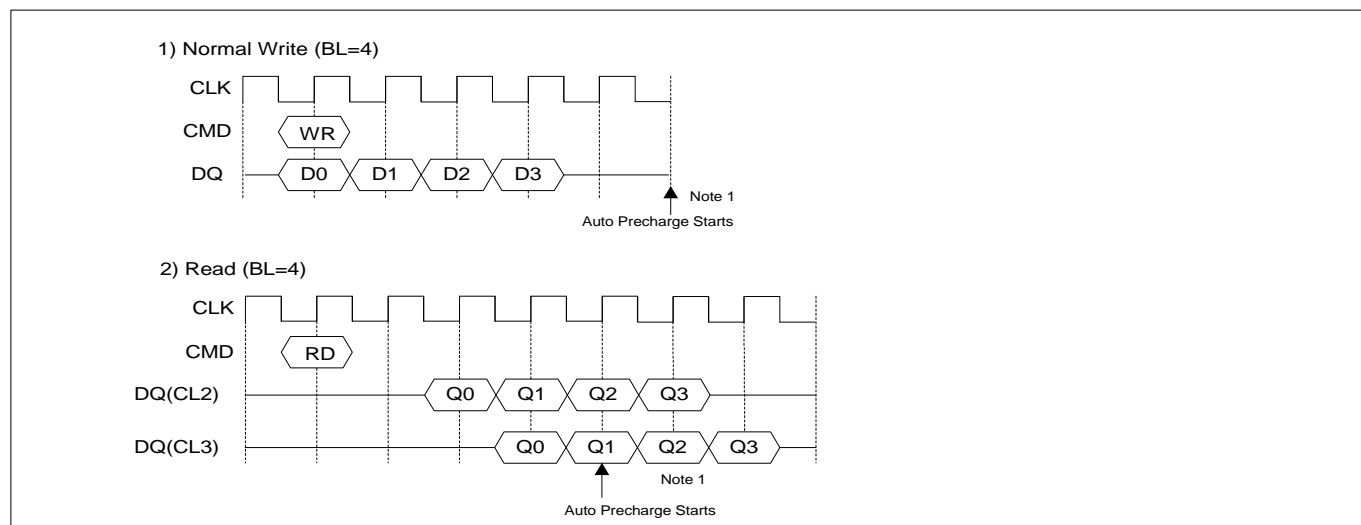 1) Normal Write (BL=4)
CLK
CMD WR
DQ D0 D1 D2 D3
Note 1
Auto Precharge Starts
2) Read (BL=4)
CLK
CMD RD
DQ(CL2) Q0 Q1 Q2 Q3
DQ(CL3) Q0 Q1 Q2 Q3
Note 1
Auto Precharge Starts